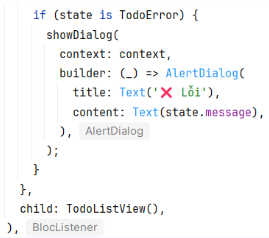 if (state is TodoError) {
showDialog(
context: context,
builder: (_) => AlertDialog(
title: Text('❌ Lỗi'),
content: Text(state.message),
), AlertDialog
);
}
},
child: TodoListView(),
), BlocListener